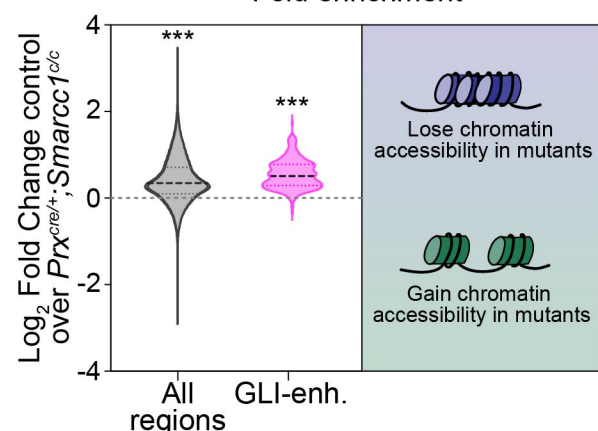 Fold enrichment
Log2 Fold Change control
over Prxcre/+;Smarcc1c/c
4
2
0
-2
-4
***
***
All
regions
GLI-enh.
Lose chromatin
accessibility in mutants
Gain chromatin
accessibility in mutants